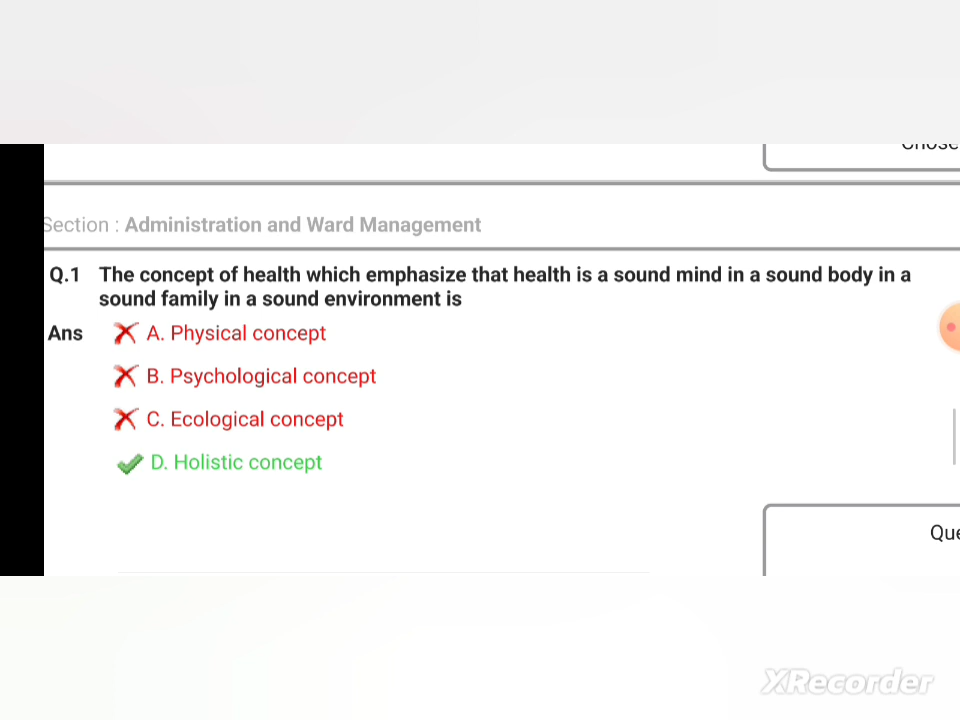 Section : Administration and Ward Management
Q.1 The concept of health which emphasize that health is a sound mind in a sound body in a
sound family in a sound environment is
Ans A. Physical concept
B. Psychological concept
C. Ecological concept
D. Holistic concept
XRecorder